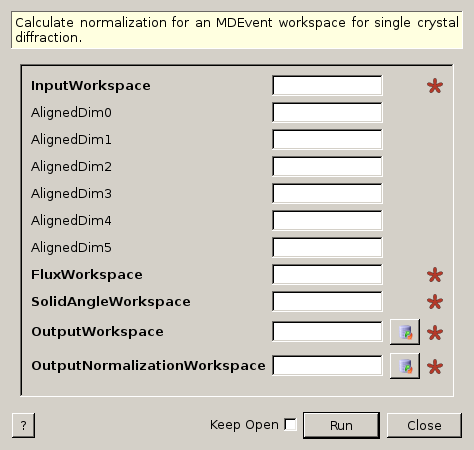 Calculate normalization for an MDEvent workspace for single crystal
diffraction.
InputWorkspace
AlignedDim0
AlignedDim1
AlignedDim2
AlignedDim3
AlignedDim4
AlignedDim5
FluxWorkspace
SolidAngleWorkspace
OutputWorkspace
OutputNormalizationWorkspace
? Keep Open Run Close